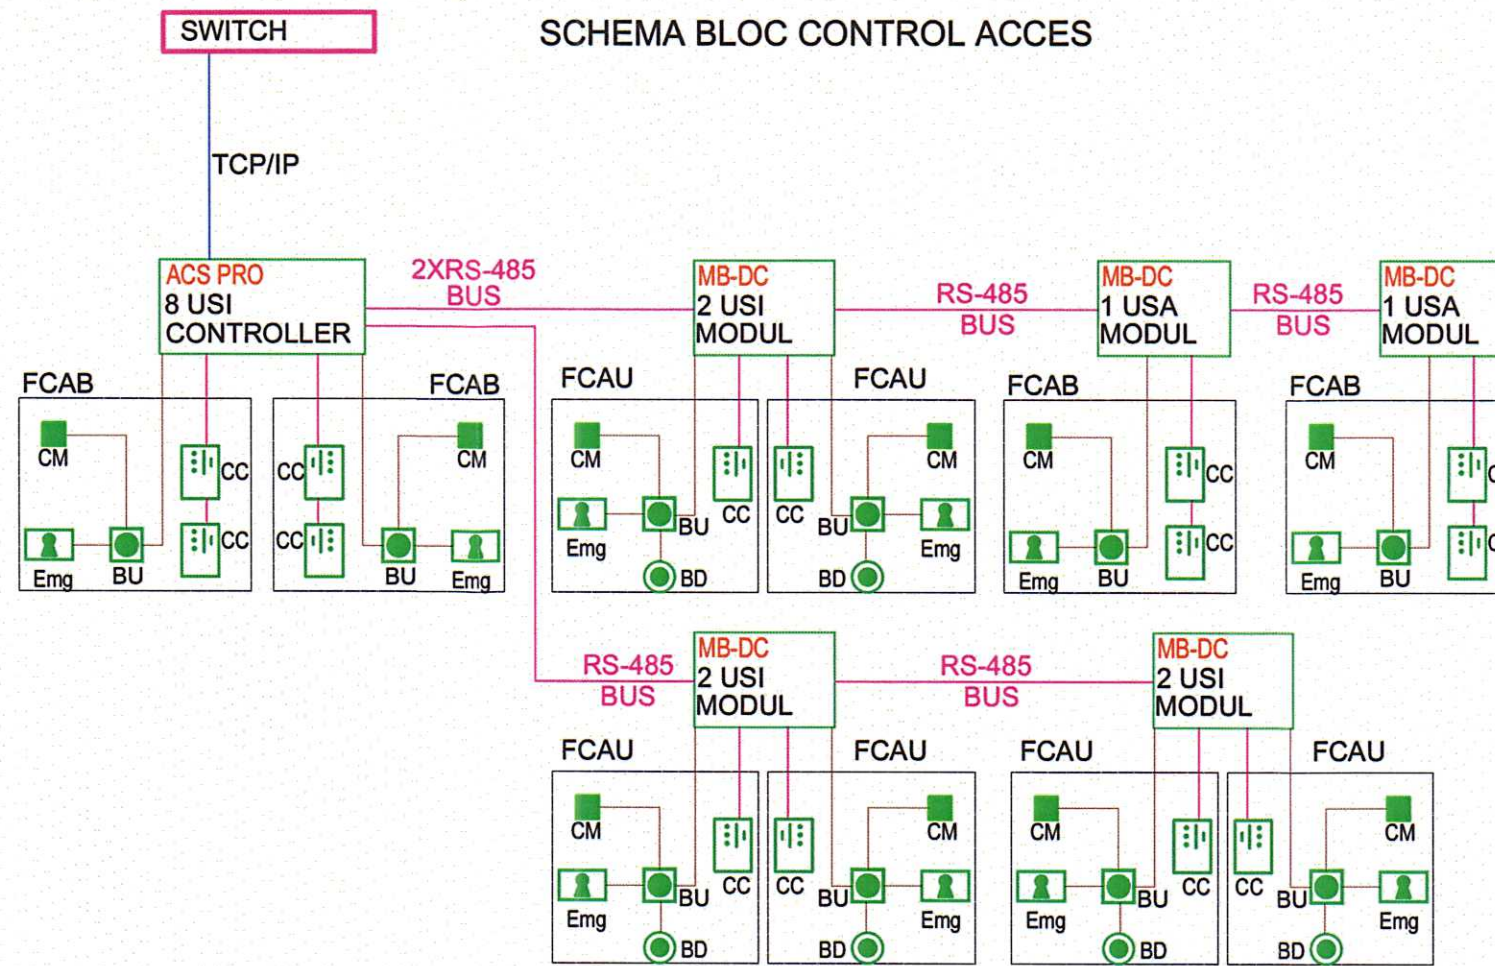 SWITCH
SCHEMA BLOC CONTROL ACCES
TCP/IP
ACS PRO
8 USI
CONTROLLER
2XRS-485
BUS
MB-DC
2 USI
MODUL
RS-485
BUS
MB-DC
1 USA
MODUL
RS-485
BUS
MB-DC
1 USA
MODUL
FCAB
CM
CC
CC
Emg
BU
FCAB
CM
CC
CC
BU
Emg
FCAU
CM
Emg
BU
CC
BD
FCAU
CM
CC
BU
Emg
BD
FCAB
CM
CC
CC
Emg
BU
FCAB
CM
Emg
BU
RS-485
BUS
MB-DC
2 USI
MODUL
RS-485
BUS
MB-DC
2 USI
MODUL
FCAU
CM
Emg
BU
CC
BD
FCAU
CM
CC
BU
Emg
BD
FCAU
CM
Emg
BU
CC
BD
FCAU
CM
CC
BU
Emg
BD